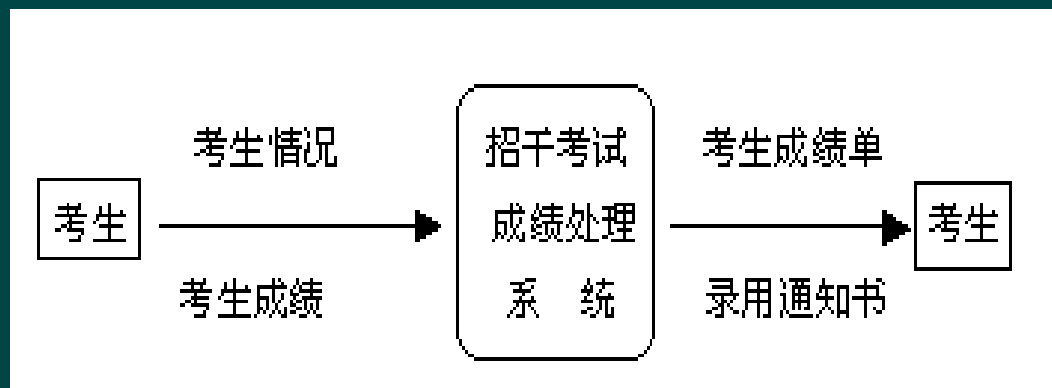 考生
考生情况
考生成绩
招干考试
成绩处理
系 统
考生成绩单
录用通知书
考生